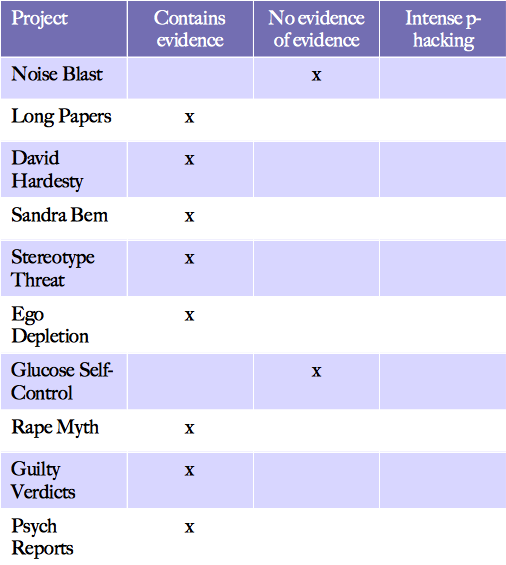 Project Contains No evidence Intense p-
evidence of evidence hacking
Noise Blast x
Long Papers x
David x
Hardesty
Sandra Bem x
Stereotype x
Threat
Ego x
Depletion
Glucose Self- x
Control
Rape Myth x
Guilty x
Verdicts
Psych x
Reports